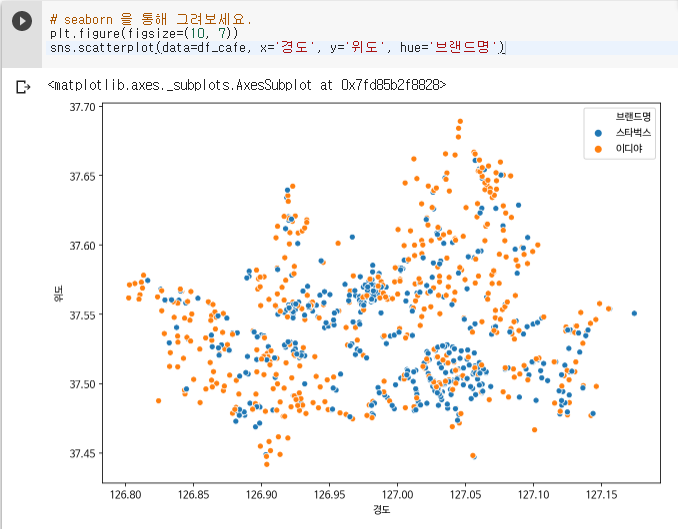 # seaborn 을 통해 그려보세요.
plt.figure(figsize=(10, 7))
sns.scatterplot(data=df_cafe, x='경도', y='위도', hue='브랜드명')
<matplotlib.axes._subplots.AxesSubplot at 0x7fd85b2f8828>
37.70
브랜드명
스타벅스
이디야
37.65
37.60
위도
37.55
37.50
37.45
126.80 126.85 126.90 126.95 127.00 127.05 127.10 127.15
경도